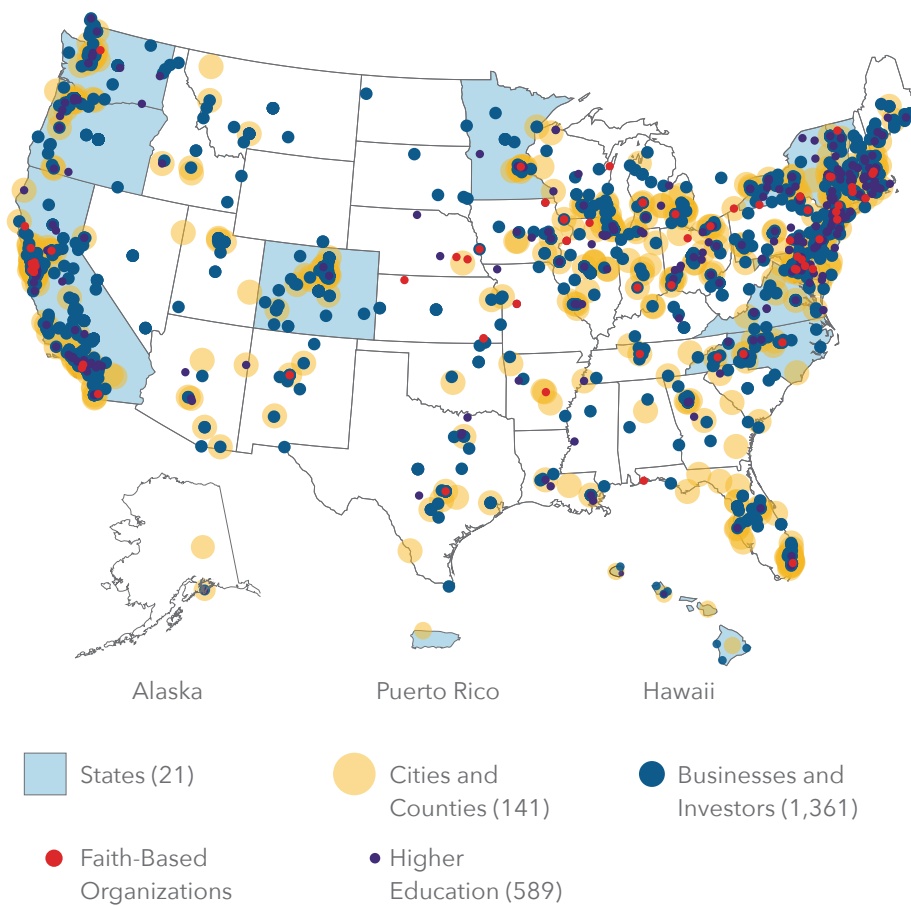 Alaska
Puerto Rico
Hawaii
States (21)
Cities and
Counties (141)
Businesses and
Investors (1,361)
Faith-Based
Organizations
Higher
Education (589)